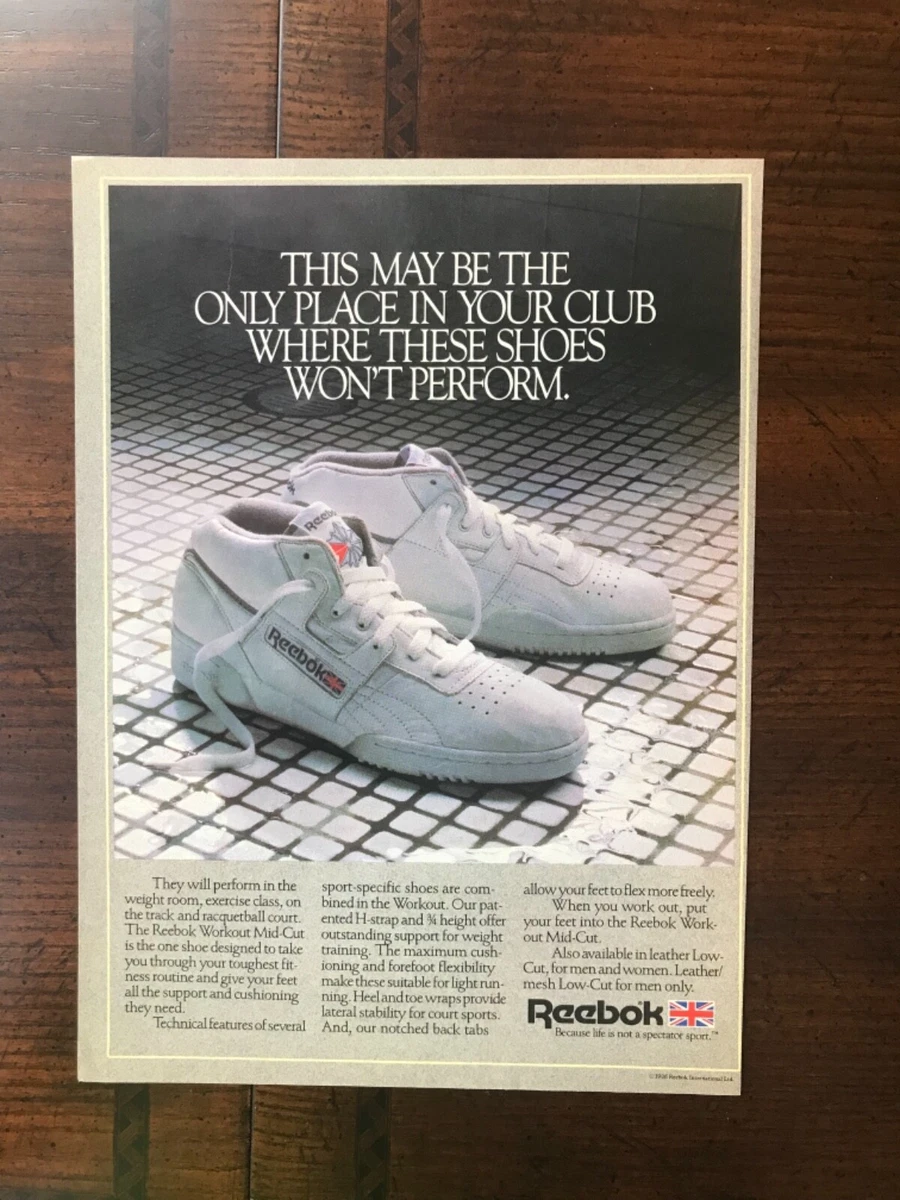 THIS MAY BE THE
ONLY PLACE IN YOUR CLUB
WHERE THESE SHOES
WON'T PERFORM.
Reebok
Reebok
They will perform in the
weight room, exercise class, on
the track and racquetball court.
The Reebok Workout Mid-Cut
is the one shoe designed to take
you through your toughest fit-
ness routine and give your feet
all the support and cushioning
they need.
Technical features of several
sport-specific shoes are com-
bined in the Workout. Our pat-
ented H-strap and ¾ height offer
outstanding support for weight
training. The maximum cush-
ioning and forefoot flexibility
make these suitable for light run-
ning. Heel and toe wraps provide
lateral stability for court sports.
And, our notched back tabs
allow your feet to flex more freely.
When you work out, put
your feet into the Reebok Work-
out Mid-Cut.
Also available in leather Low-
Cut, for men and women. Leather/
mesh Low-Cut for men only.
Reebok
Because life is not a spectator sport.™
Reebok International Ltd.